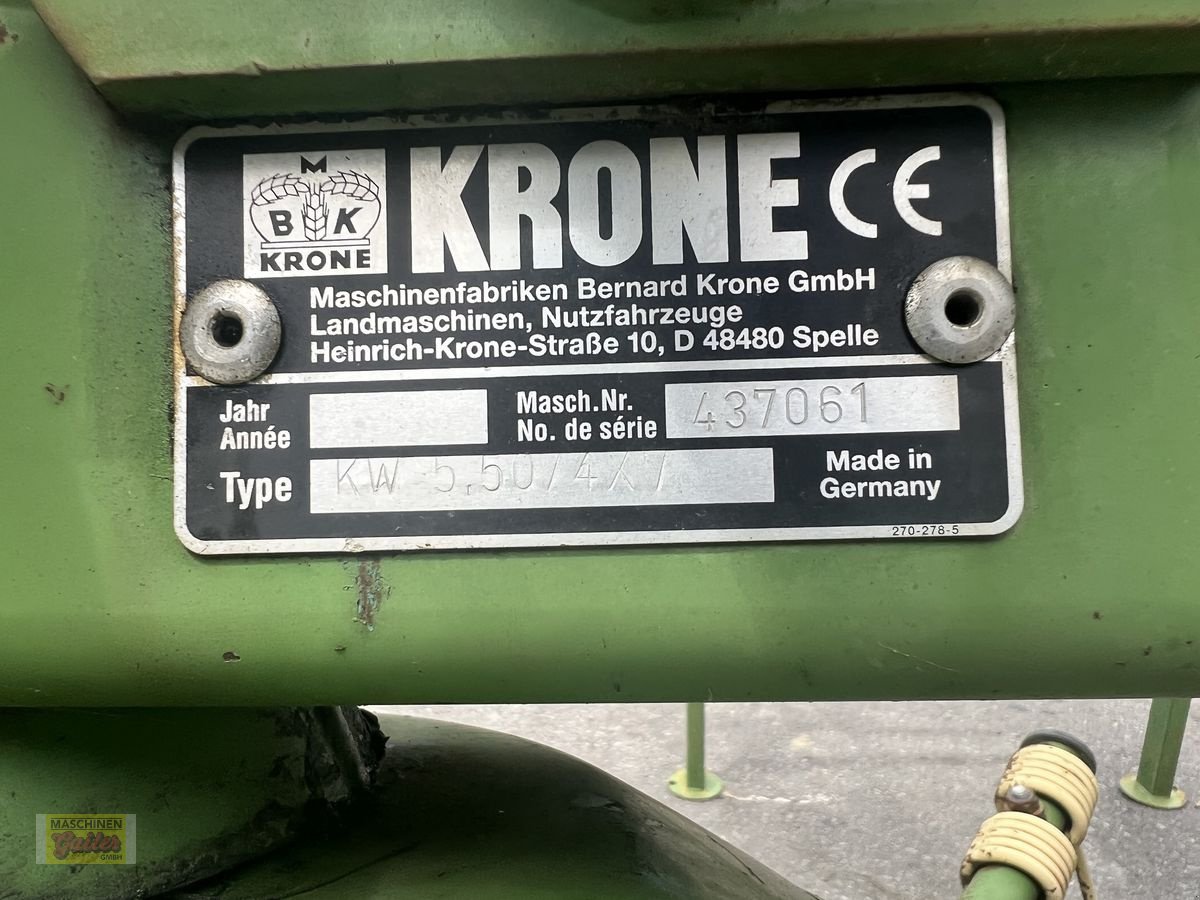 M
B K
KRONE
KRONE CE
Maschinenfabriken Bernard Krone GmbH
Landmaschinen, Nutzfahrzeuge
Heinrich-Krone-Straße 10, D 48480 Spelle
Jahr
Année
Masch.Nr.
No. de série
437061
Type
KW 5,50/4X7
Made in
Germany
270-278-5
MASCHINEN
Gailer
GMBH